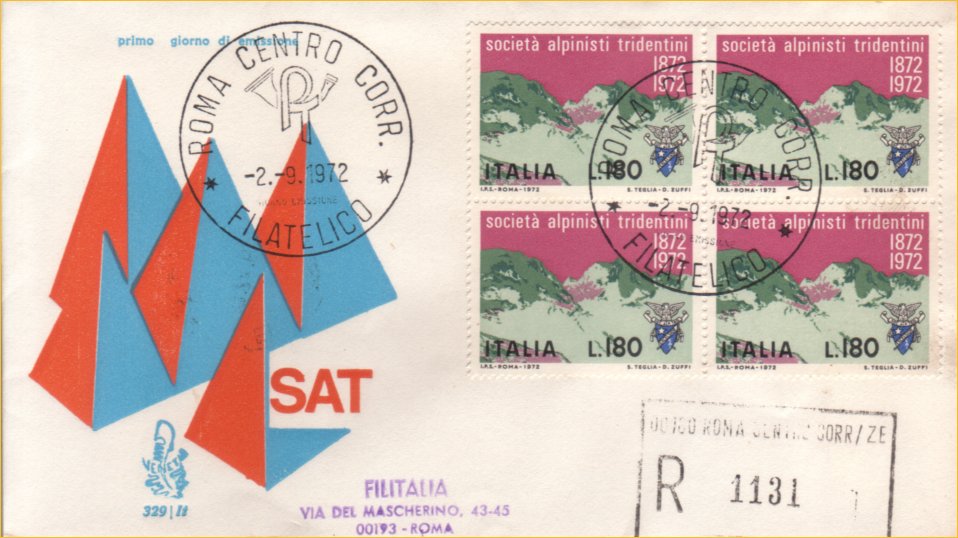 primo giorno di emissione
ROMA CENTRO CORR.
-2.-9.1972
FILATELICO
società alpinisti tridentini
1872
1972
ITALIA L.180
I.P.S.-ROMA-1972 S. TEGLIA-D. ZUFFI
società alpinisti tridentini
1872
1972
ITALIA L.180
I.P.S.-ROMA-1972 S. TEGLIA-D. ZUFFI
ROMA CENTRO CORR.
-2.-9.1972
EMISSIONE
FILATELICO
società alpinisti tridentini
1872
1972
ITALIA L.180
I.P.S.-ROMA-1972 S. TEGLIA-D. ZUFFI
società alpinisti tridentini
1872
1972
ITALIA L.180
I.P.S.-ROMA-1972 S. TEGLIA-D. ZUFFI
SAT
VENETIA
329|It
FILITALIA
VIA DEL MASCHERINO, 43-45
00193-ROMA
00100 ROMA CENTRO CORR/ZE
R 1131